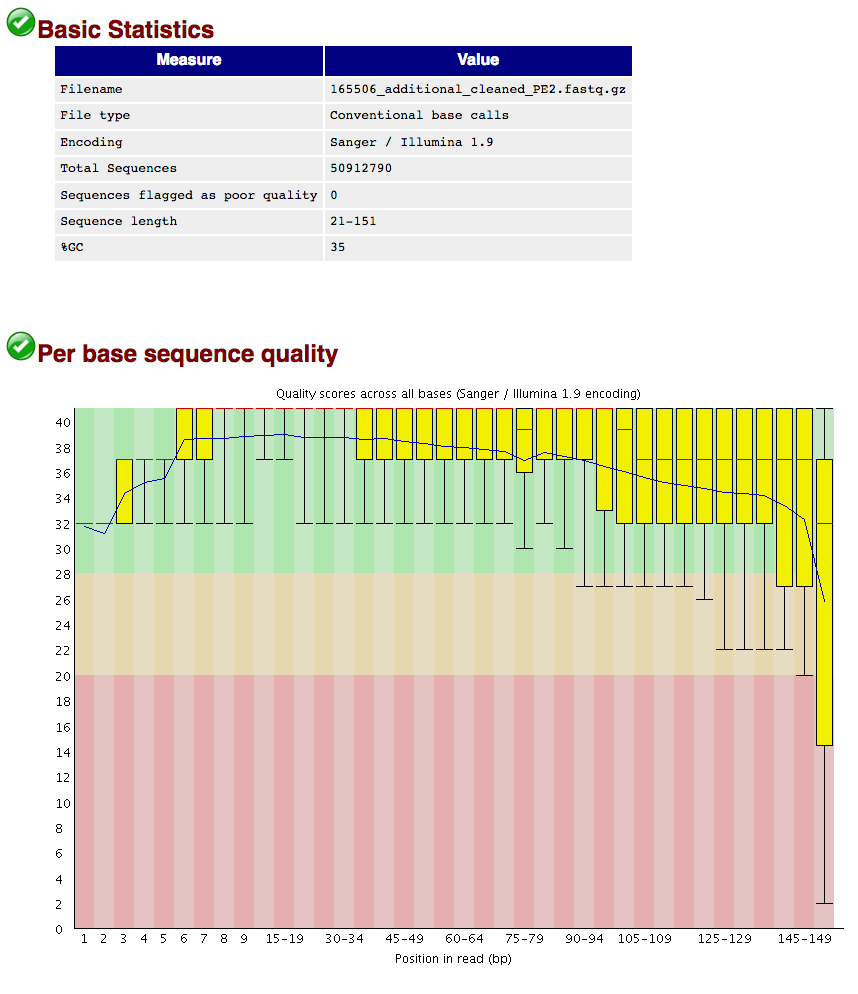 Basic Statistics
Measure Value
Filename 165506_additional_cleaned_PE2.fastq.gz
File type Conventional base calls
Encoding Sanger / Illumina 1.9
Total Sequences 50912790
Sequences flagged as poor quality 0
Sequence length 21-151
%GC 35
Per base sequence quality
Quality scores across all bases (Sanger / Illumina 1.9 encoding)
40
38
36
34
32
30
28
26
24
22
20
18
16
14
12
10
8
6
4
2
0
1 2 3 4 5 6 7 8 9 15-19 30-34 45-49 60-64 75-79 90-94 105-109 125-129 145-149
Position in read (bp)